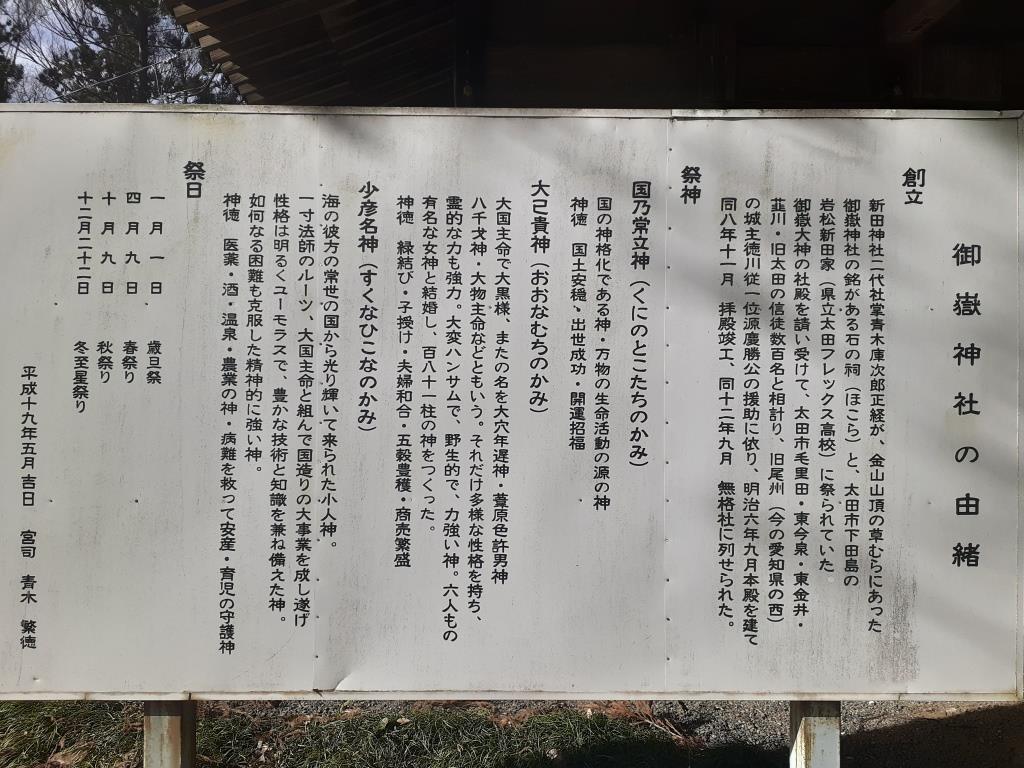 御嶽神社の由緒
創立
新田神社二代社掌青木庫次郎正経が、金山山頂の草むらにあった
御嶽神社の銘がある石の祠（ほこら）と、太田市下田島の
岩松新田家（県立太田フレックス高校）に祭られていた
御嶽大神の社殿を請い受けて、太田市毛里田・東今泉・東金井・
韮川・旧太田の信徒数百名と相計り、旧尾州（今の愛知県の西）
の城主徳川従一位源慶勝公の援助に依り、明治六年九月本殿を建て
同八年十一月　拝殿竣工、同十二年九月　無格社に列せられた。
祭神
国乃常立神（くにのとこたちのかみ）
国の神格化である神・万物の生命活動の源の神
神徳　国土安穏・出世成功・開運招福
大己貴神（おおなむちのかみ）
大国主命で大黒様、またの名を大穴牟遅神・葦原色許男神
八千戈神・大物主命などともいう。それだけ多様な性格を持ち、
霊的な力も強力。大変ハンサムで、野生的で、力強い神。六人もの
有名な女神と結婚し、百八十一柱の神をつくった。
神徳　縁結び・子授け・夫婦和合・五穀豊穣・商売繁盛
少彦名神（すくなひこなのかみ）
海の彼方の常世の国から光り輝いて来られた小人神。
一寸法師のルーツ、大国主命と組んで国造りの大事業を成し遂げ
性格は明るくユーモラスで、豊かな技術と知識を兼ね備えた神。
如何なる困難も克服した精神的に強い神。
神徳　医薬・酒・温泉・農業の神・病難を救って安産・育児の守護神
祭日
一月一日　歳旦祭
四月九日　春祭り
十月九日　秋祭り
十二月二十二日　冬至星祭り
平成十九年五月吉日　宮司　青木　繁徳